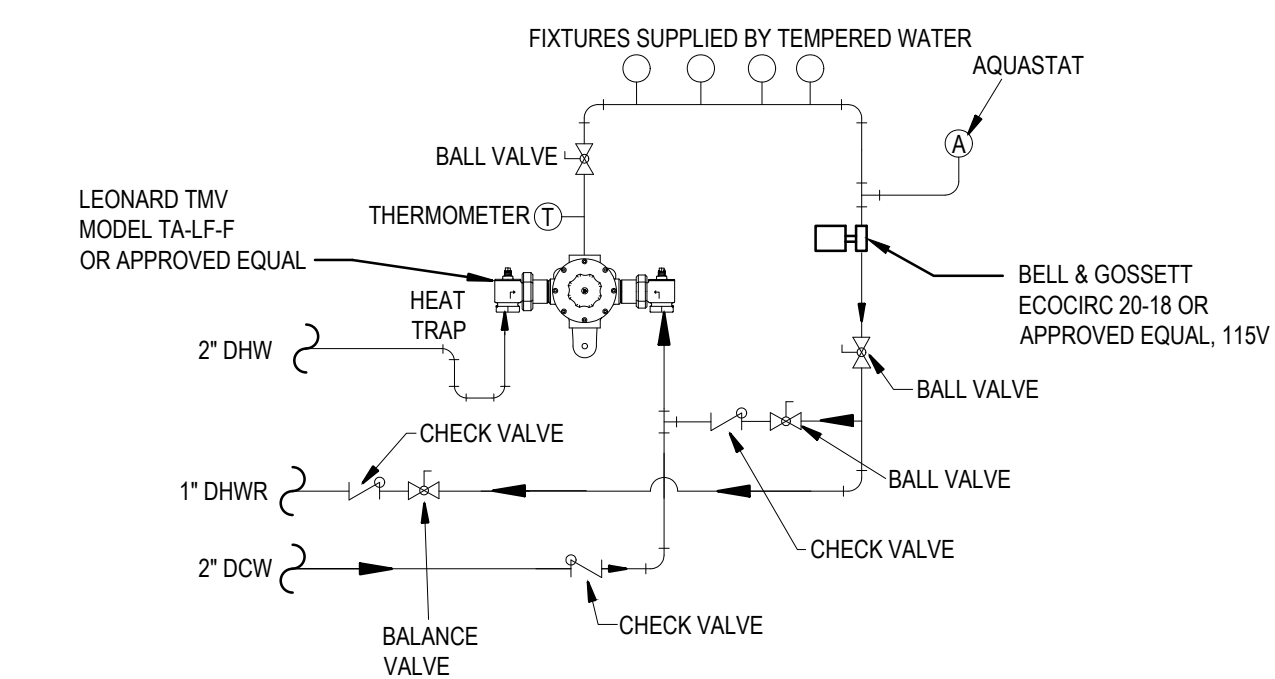 FIXTURES SUPPLIED BY TEMPERED WATER
AQUASTAT
A
BALL VALVE
LEONARD TMV
MODEL TA-LF-F
OR APPROVED EQUAL
THERMOMETER
T
BELL & GOSSETT
ECOCIRC 20-18 OR
APPROVED EQUAL, 115V
HEAT
TRAP
2" DHW
BALL VALVE
CHECK VALVE
BALL VALVE
1" DHWR
CHECK VALVE
2" DCW
CHECK VALVE
BALANCE
VALVE